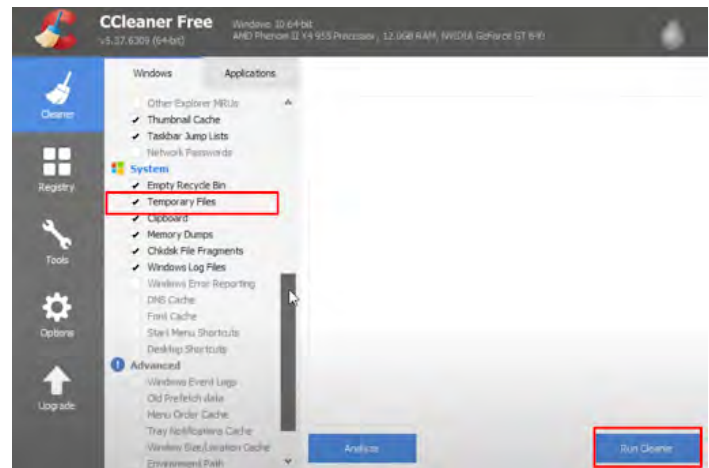 CCleaner Free
v5.37.6309 (64-bit)
Windows 10 64-bit
AMD Phenom II X4 955 Processor, 12.0GB RAM, NVIDIA GeForce GT
Cleaner
Registry
Tools
Options
Upgrade
Windows
Applications
Other Explorer MRUs
Thumbnail Cache
Taskbar Jump Lists
Network Passwords
System
Empty Recycle Bin
Temporary Files
Clipboard
Memory Dumps
Chkdsk File Fragments
Windows Log Files
Windows Error Reporting
DNS Cache
Font Cache
Start Menu Shortcuts
Desktop Shortcuts
Advanced
Windows Event Logs
Old Prefetch data
Menu Order Cache
Tray Notifications Cache
Window Size/Location Cache
Environment Path
Analyze
Run Cleaner